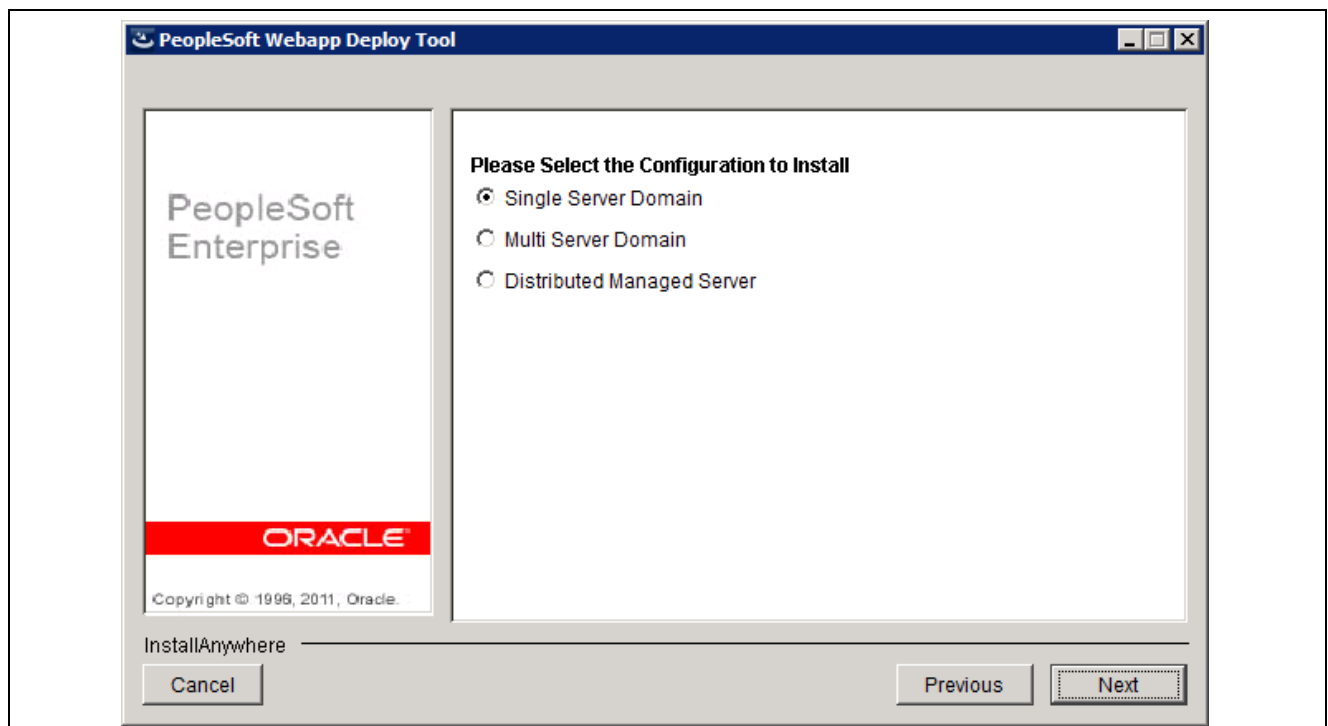 PeopleSoft Webapp Deploy Tool
PeopleSoft
Enterprise
ORACLE
Copyright © 1996, 2011, Oracle.
Please Select the Configuration to Install
Single Server Domain
Multi Server Domain
Distributed Managed Server
InstallAnywhere
Cancel
Previous
Next